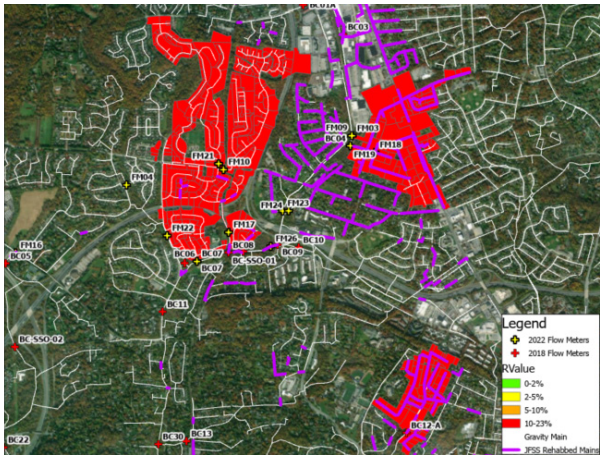 BC01A
BC03
FM09
FM03
BC04
FM18
FM19
FM21
FM10
FM04
FM24
FM23
FM17
FM22
FM16
BC05
BC06
BC07
BC08
FM26
BC10
BC09
BC07
BC-SSO-01
BC11
BC-SSO-02
BC12-A
BC22
BC30
BC13
Legend
2022 Flow Meters
2018 Flow Meters
RValue
0-2%
2-5%
5-10%
10-23%
Gravity Main
JFSS Rehabbed Mains